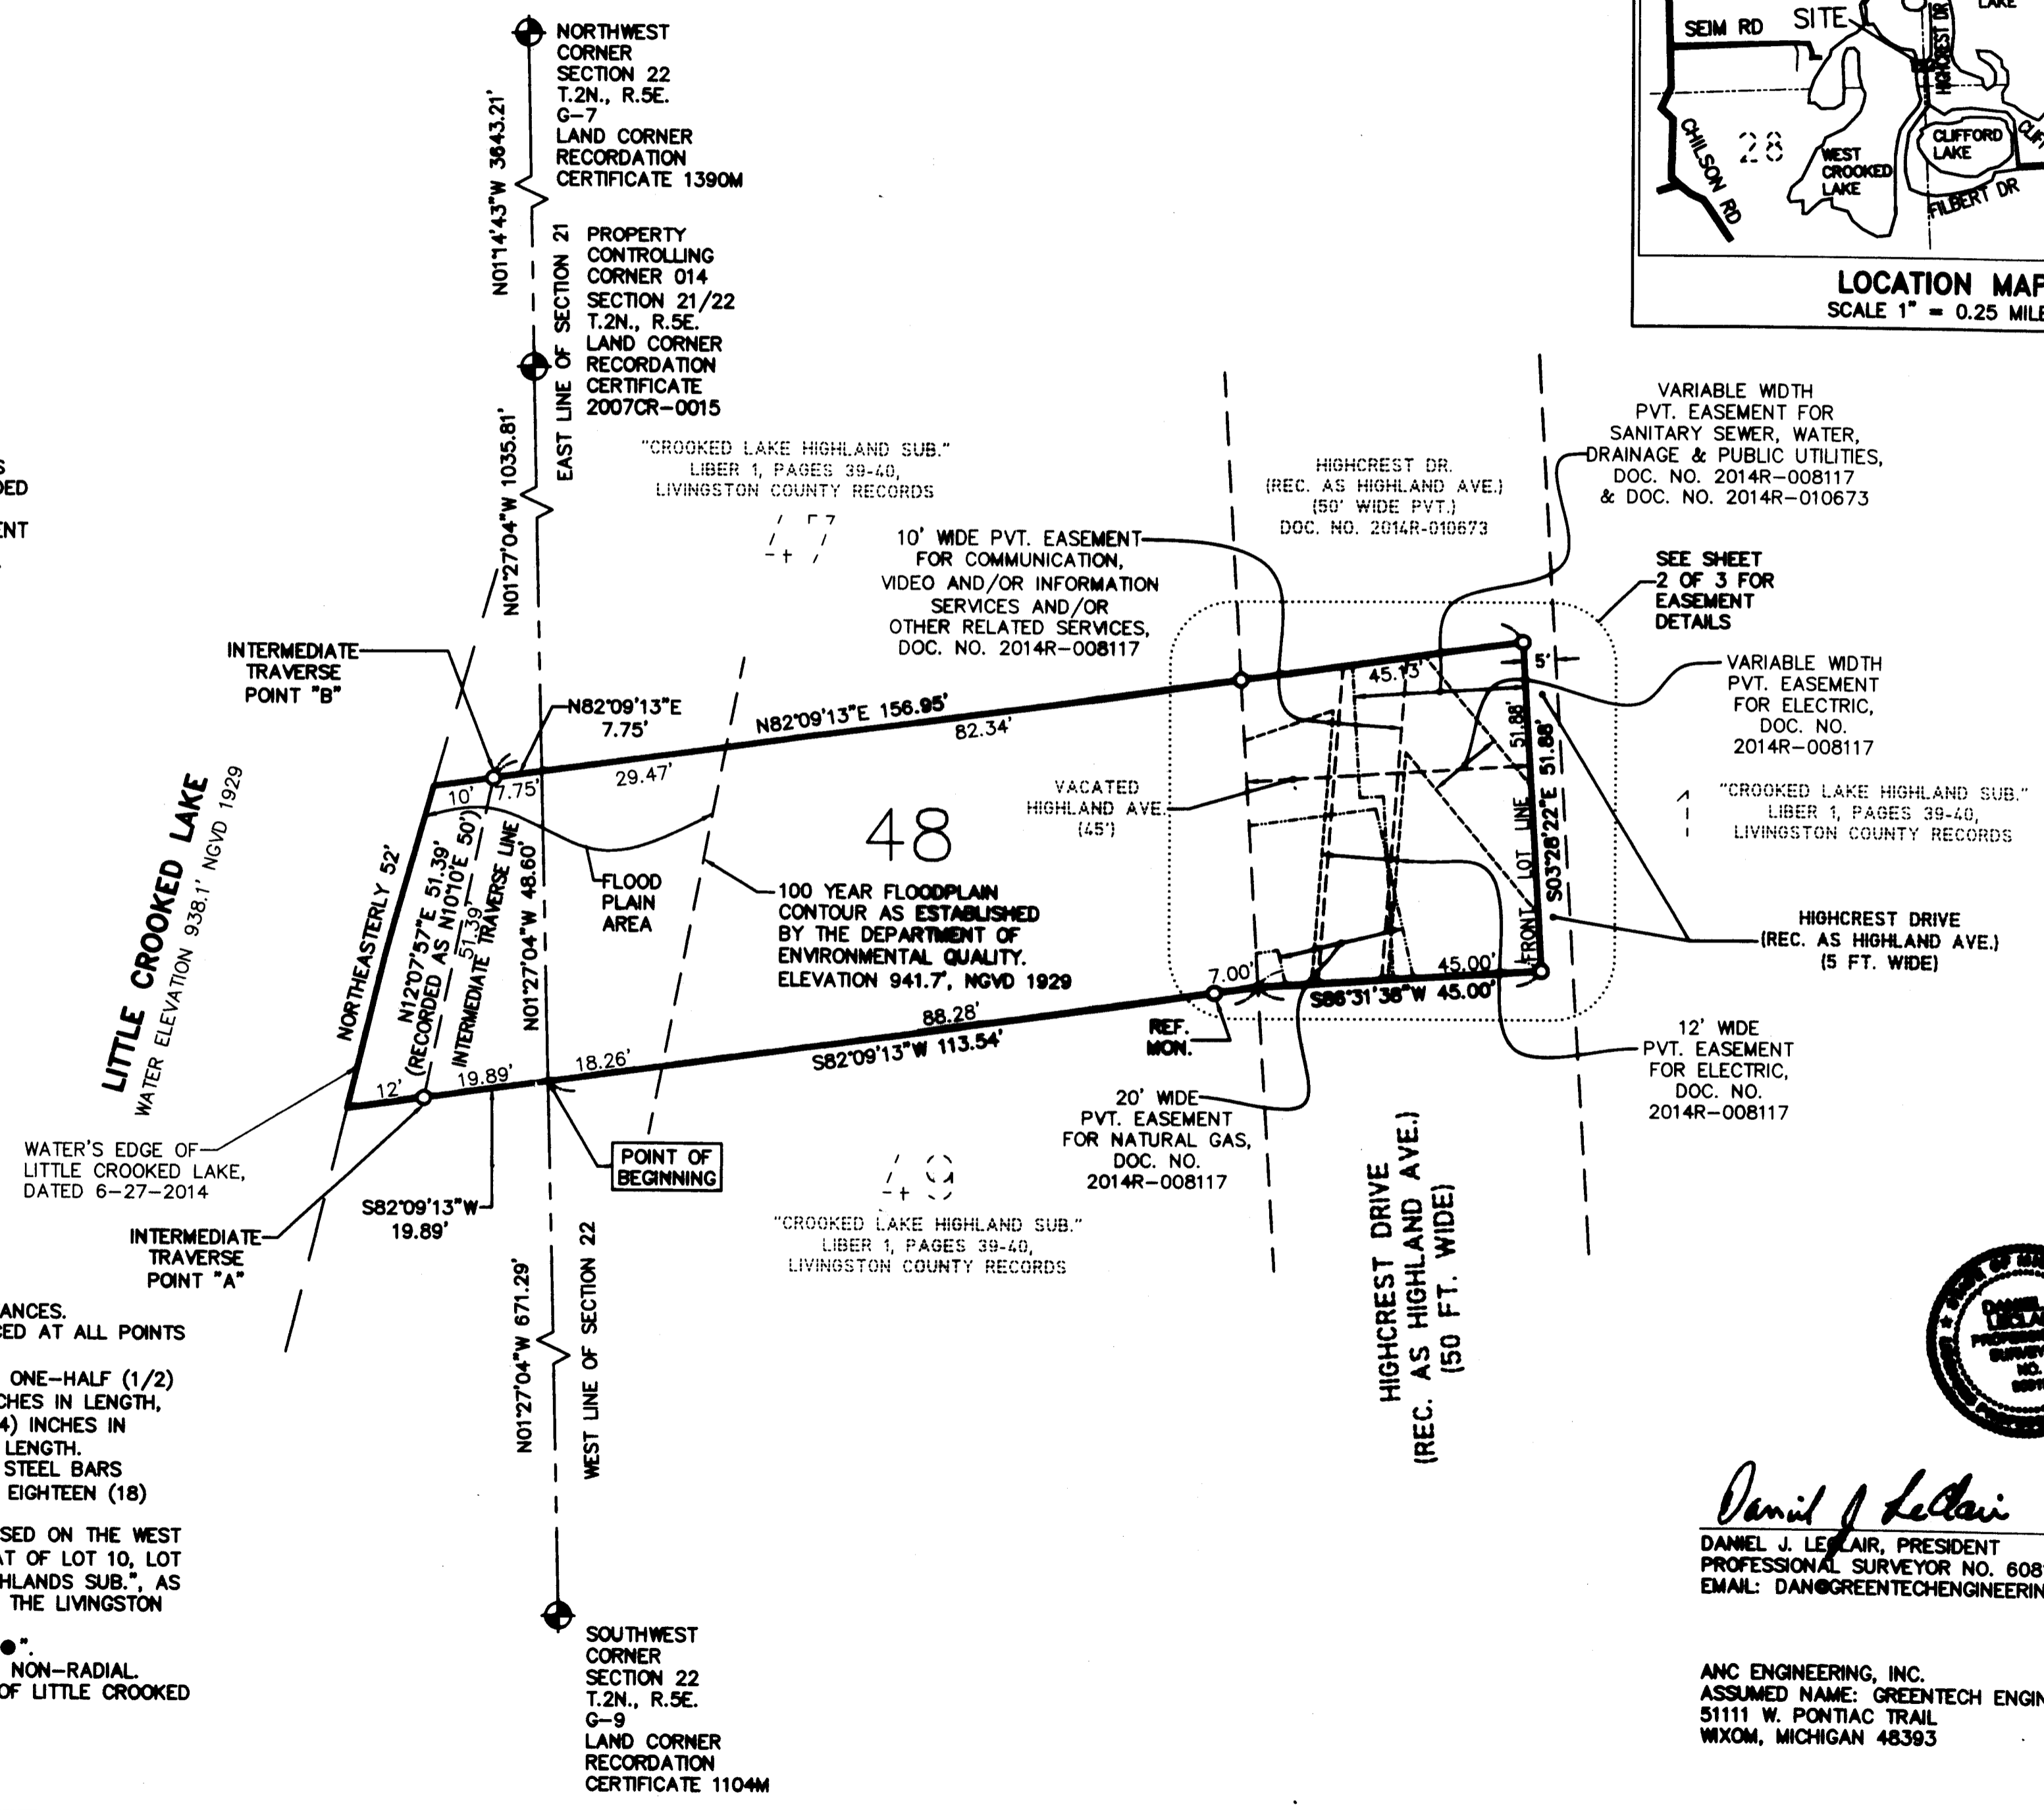 NORTHWEST
CORNER
SECTION 22
T.2N., R.5E.
G-7
LAND CORNER
RECORDATION
CERTIFICATE 1390M
N01°14'43"W 3643.21'
SEIM RD
SITE
HIGHCREST DR
LAKE
CHILSON RD
28
WEST
CROOKED
LAKE
CLIFFORD
LAKE
FILBERT DR
LOCATION MAP
SCALE 1" = 0.25 MILE
EAST LINE OF SECTION 21
PROPERTY
CONTROLLING
CORNER 014
SECTION 21/22
T.2N., R.5E.
LAND CORNER
RECORDATION
CERTIFICATE
2007CR-0015
N01°27'04"W 1035.81'
"CROOKED LAKE HIGHLAND SUB."
LIBER 1, PAGES 39-40,
LIVINGSTON COUNTY RECORDS
47
HIGHCREST DR.
(REC. AS HIGHLAND AVE.)
(50' WIDE PVT.)
DOC. NO. 2014R-010673
VARIABLE WIDTH
PVT. EASEMENT FOR
SANITARY SEWER, WATER,
DRAINAGE & PUBLIC UTILITIES,
DOC. NO. 2014R-008117
& DOC. NO. 2014R-010673
10' WIDE PVT. EASEMENT
FOR COMMUNICATION,
VIDEO AND/OR INFORMATION
SERVICES AND/OR
OTHER RELATED SERVICES,
DOC. NO. 2014R-008117
SEE SHEET
2 OF 3 FOR
EASEMENT
DETAILS
INTERMEDIATE
TRAVERSE
POINT "B"
N82°09'13"E
7.75'
N82°09'13"E 156.95'
82.34'
45.13'
5'
VARIABLE WIDTH
PVT. EASEMENT
FOR ELECTRIC,
DOC. NO.
2014R-008117
10'
7.75'
29.47'
LITTLE CROOKED LAKE
WATER ELEVATION 938.1' NGVD 1929
NORTHEASTERLY 52'
N12°07'57"E 51.39'
(RECORDED AS N10°10'E 50')
51.39'
INTERMEDIATE TRAVERSE LINE
N01°27'04"W 48.60'
48
VACATED
HIGHLAND AVE.
(45')
51.88'
S03°28'22"E 51.88'
FRONT LOT LINE
1
"CROOKED LAKE HIGHLAND SUB."
LIBER 1, PAGES 39-40,
LIVINGSTON COUNTY RECORDS
FLOOD
PLAIN
AREA
100 YEAR FLOODPLAIN
CONTOUR AS ESTABLISHED
BY THE DEPARTMENT OF
ENVIRONMENTAL QUALITY.
ELEVATION 941.7', NGVD 1929
HIGHCREST DRIVE
(REC. AS HIGHLAND AVE.)
(5 FT. WIDE)
7.00'
45.00'
S86°31'38"W 45.00'
88.28'
S82°09'13"W 113.54'
REF.
MON.
12'
19.89'
18.26'
12' WIDE
PVT. EASEMENT
FOR ELECTRIC,
DOC. NO.
2014R-008117
20' WIDE
PVT. EASEMENT
FOR NATURAL GAS,
DOC. NO.
2014R-008117
WATER'S EDGE OF
LITTLE CROOKED LAKE,
DATED 6-27-2014
POINT OF
BEGINNING
S82°09'13"W
19.89'
INTERMEDIATE
TRAVERSE
POINT "A"
49
"CROOKED LAKE HIGHLAND SUB."
LIBER 1, PAGES 39-40,
LIVINGSTON COUNTY RECORDS
HIGHCREST DRIVE
(REC. AS HIGHLAND AVE.)
(50 FT. WIDE)
N01°27'04"W 671.29'
WEST LINE OF SECTION 22
ANCES.
CED AT ALL POINTS
ONE-HALF (1/2)
CHES IN LENGTH,
4) INCHES IN
LENGTH.
STEEL BARS
EIGHTEEN (18)
SED ON THE WEST
AT OF LOT 10, LOT
HLANDS SUB.", AS
THE LIVINGSTON
".
NON-RADIAL.
OF LITTLE CROOKED
SOUTHWEST
CORNER
SECTION 22
T.2N., R.5E.
G-9
LAND CORNER
RECORDATION
CERTIFICATE 1104M
Daniel J LeClair
DANIEL J. LECLAIR, PRESIDENT
PROFESSIONAL SURVEYOR NO. 608
EMAIL: DAN@GREENTECHENGINEERIN
ANC ENGINEERING, INC.
ASSUMED NAME: GREENTECH ENGIN
51111 W. PONTIAC TRAIL
WIXOM, MICHIGAN 48393